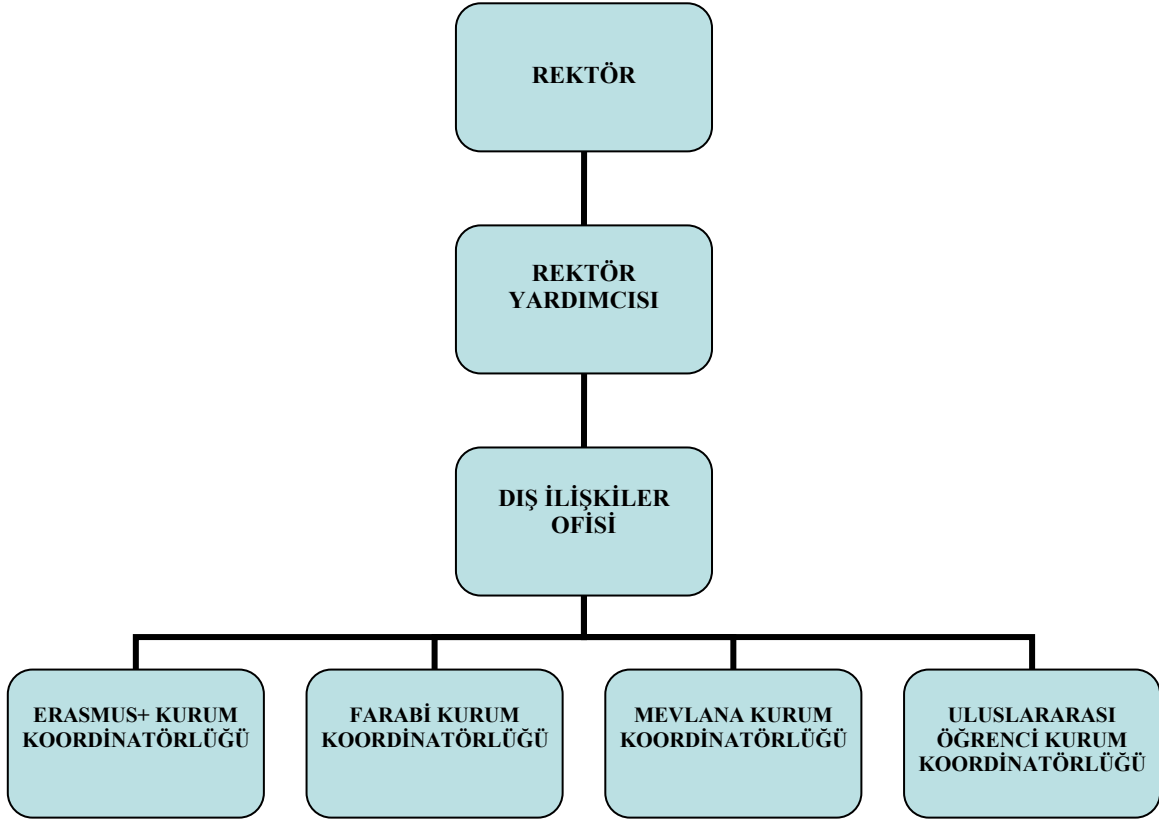 REKTÖR
REKTÖR
YARDIMCISI
DIŞ İLİŞKİLER
OFİSİ
ERASMUS+ KURUM
KOORDİNATÖRLÜĞÜ
FARABİ KURUM
KOORDİNATÖRLÜĞÜ
MEVLANA KURUM
KOORDİNATÖRLÜĞÜ
ULUSLARARASI
ÖĞRENCİ KURUM
KOORDİNATÖRLÜĞÜ